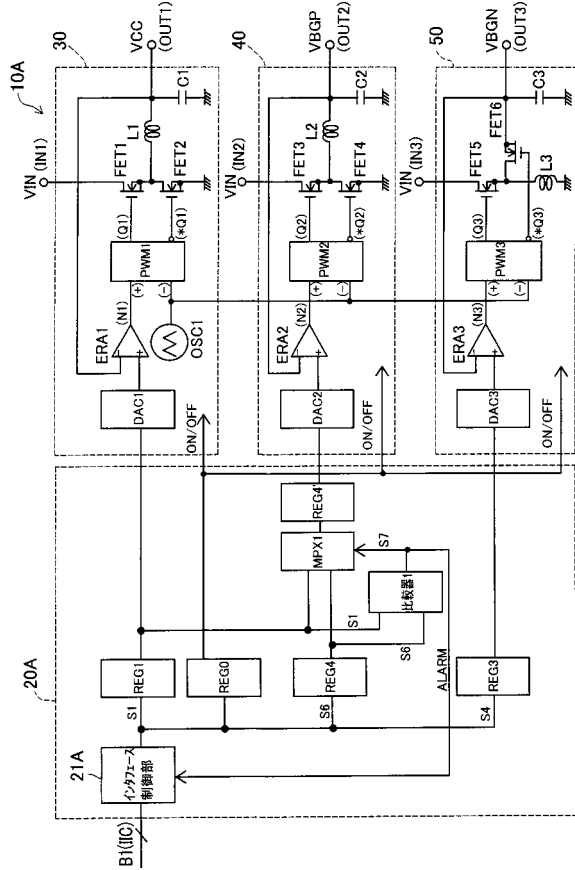 10A
20A
21A
B1(IIC)
インタフェース
制御部
S1
REG1
REG0
REG4
S6
REG3
S4
S1
S6
比較器1
S7
ALARM
MPX1
REG4'
ON/OFF
ON/OFF
ON/OFF
30
DAC1
ERA1
(N1)
OSC1
(+)
(-)
PWM1
(Q1)
(*Q1)
VIN
(IN1)
FET1
FET2
L1
C1
VCC
(OUT1)
40
DAC2
ERA2
(N2)
(+)
(-)
PWM2
(Q2)
(*Q2)
VIN
(IN2)
FET3
FET4
L2
C2
VBGP
(OUT2)
50
DAC3
ERA3
(N3)
(+)
(-)
PWM3
(Q3)
(*Q3)
VIN
(IN3)
FET5
FET6
L3
C3
VBGN
(OUT3)